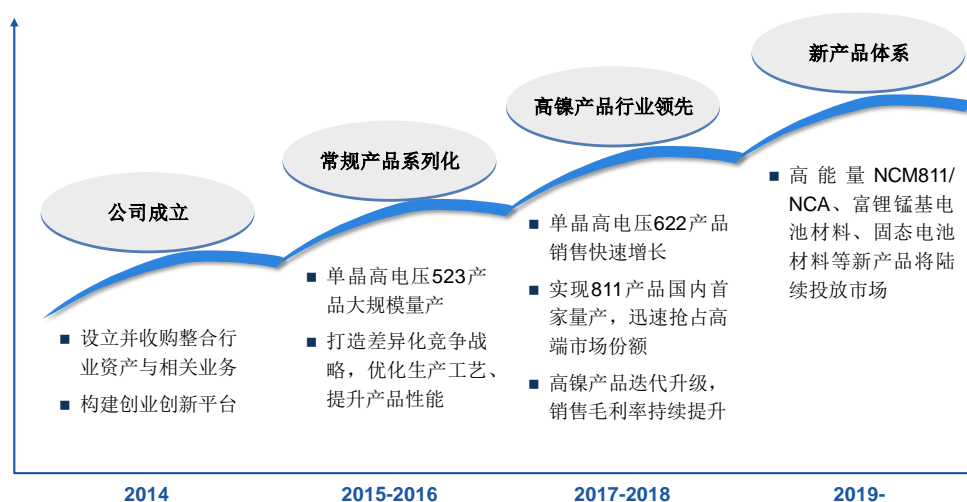 公司成立
■ 设立并收购整合行
业资产与相关业务
■ 构建创业创新平台
常规产品系列化
■ 单晶高电压523产
品大规模量产
■ 打造差异化竞争战
略，优化生产工艺、
提升产品性能
高镍产品行业领先
■ 单晶高电压622产品
销售快速增长
■ 实现811产品国内首
家量产，迅速抢占高
端市场份额
■ 高镍产品迭代升级，
销售毛利率持续提升
新产品体系
■ 高能量NCM811/
NCA、富锂锰基电
池材料、固态电池
材料等新产品将陆
续投放市场
2014
2015-2016
2017-2018
2019-